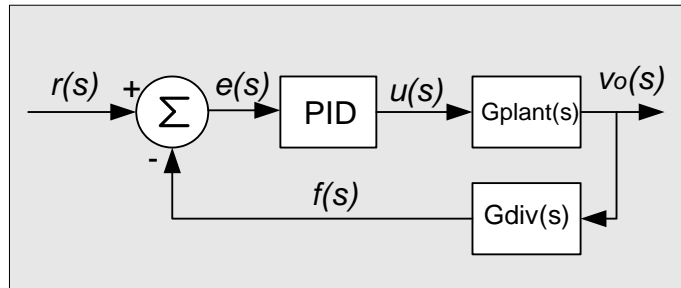 r(s)
+
Σ
-
e(s)
PID
u(s)
Gplant(s)
vo(s)
f(s)
Gdiv(s)